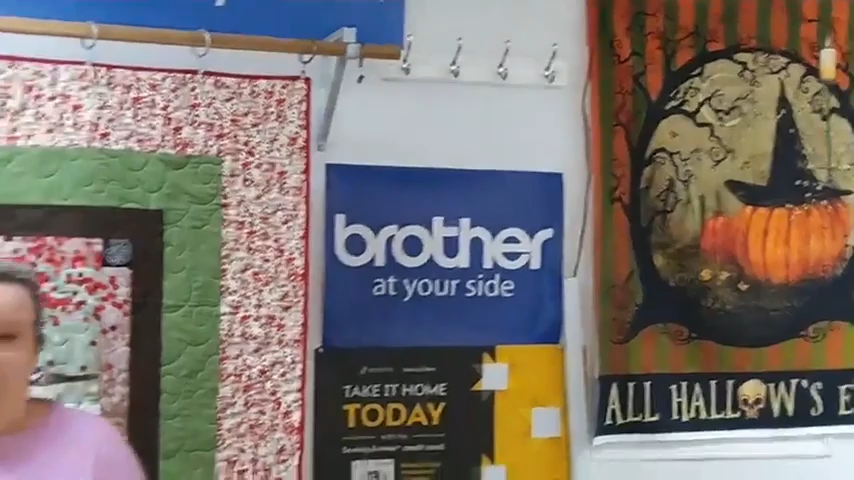 brother
at your side
TAKE IT HOME
TODAY
ALL HALLOW'S E